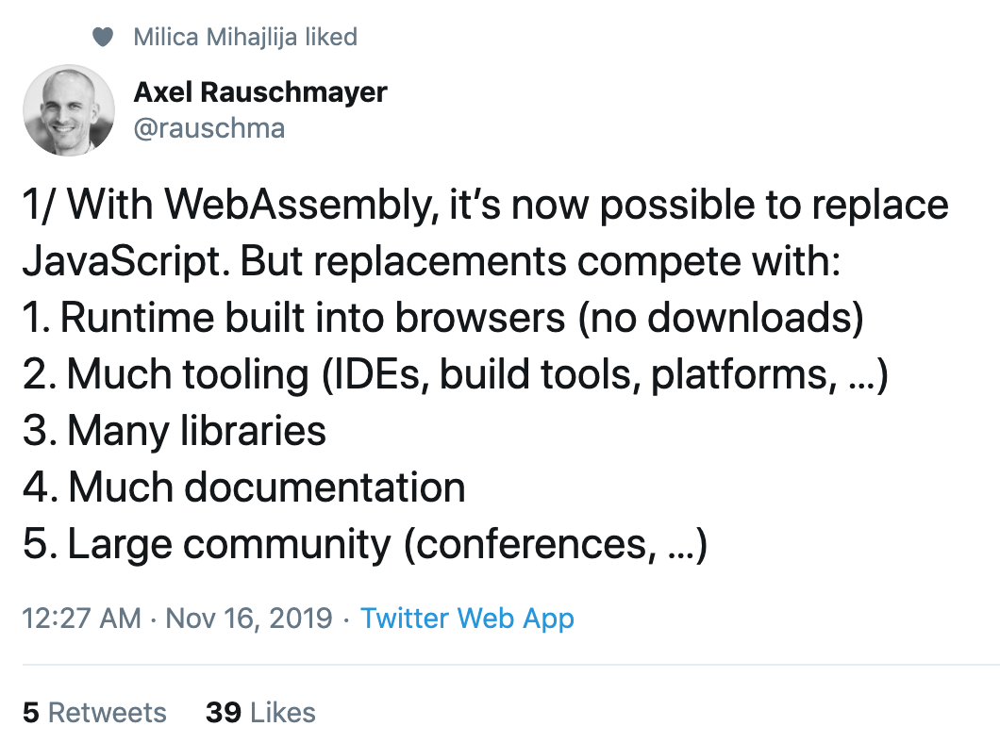 Milica Mihajlija liked
Axel Rauschmayer
@rauschma
1/ With WebAssembly, it’s now possible to replace
JavaScript. But replacements compete with:
1. Runtime built into browsers (no downloads)
2. Much tooling (IDEs, build tools, platforms, …)
3. Many libraries
4. Much documentation
5. Large community (conferences, …)
12:27 AM · Nov 16, 2019 · Twitter Web App
5 Retweets 39 Likes